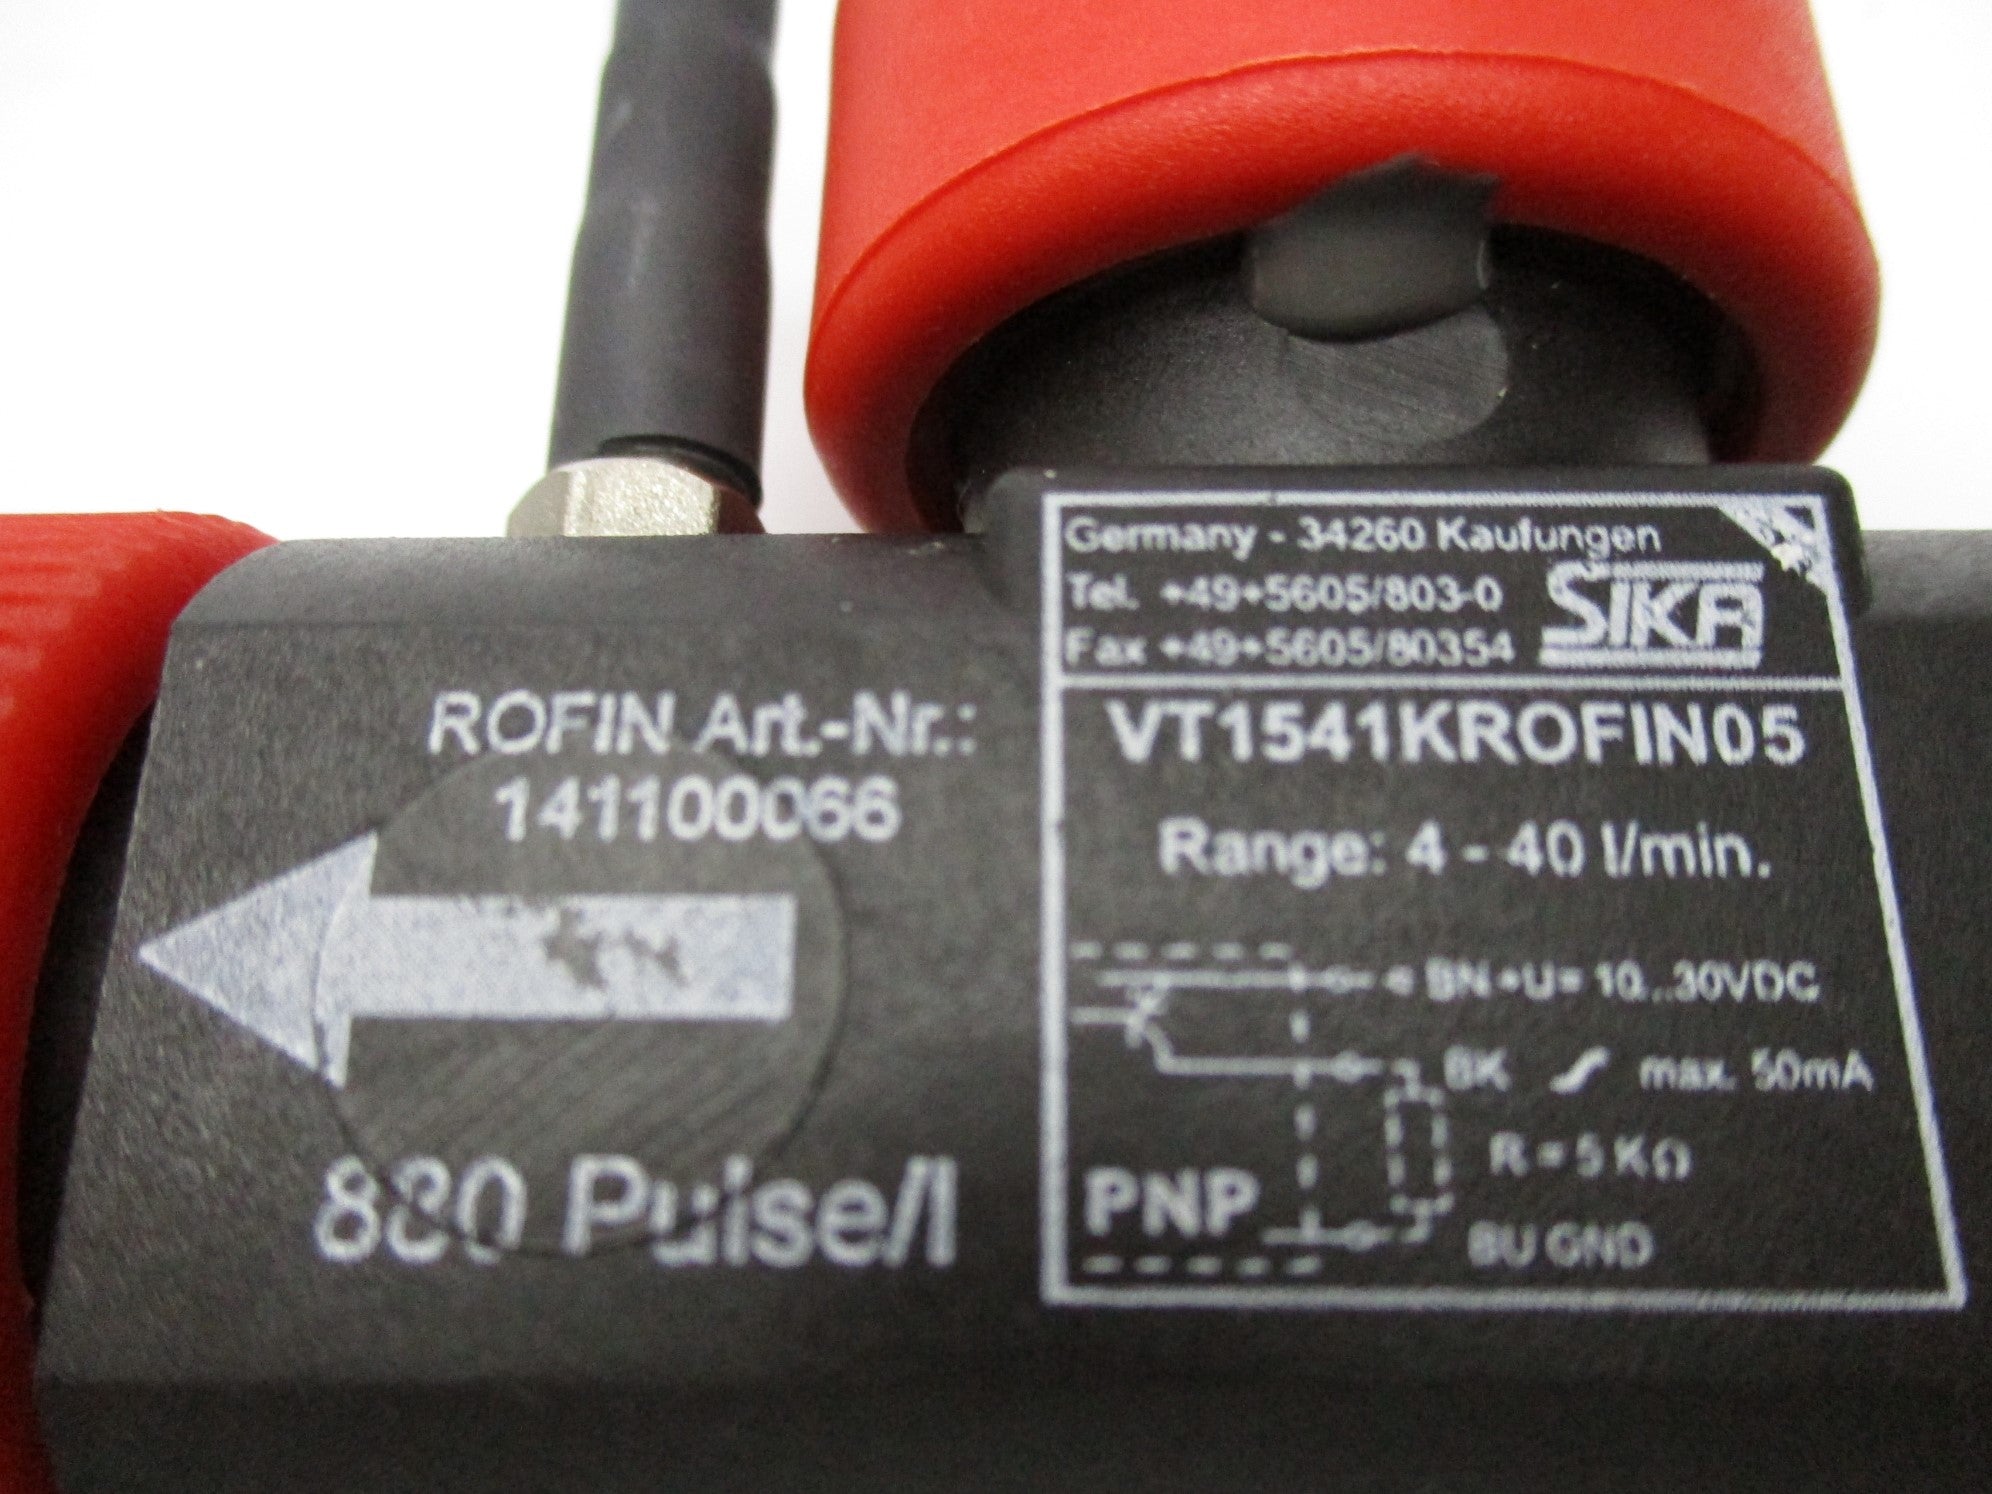 Germany - 34260 Kaufungen
Tel. +49+5605/803-0
Fax +49+5605/80354
SIKA
VT1541KROFIN05
Range: 4 - 40 l/min.
BN +U= 10...30VDC
BK max. 50mA
R = 5 KΩ
PNP
BU GND
ROFIN Art.-Nr.:
141100066
Pulse/l